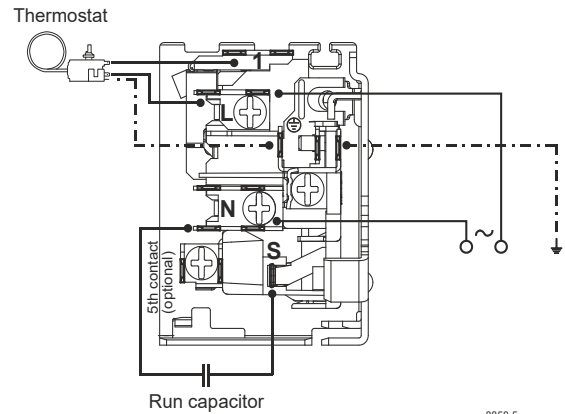 Thermostat
1
L
N
S
5th contact
(optional)
~
Run capacitor